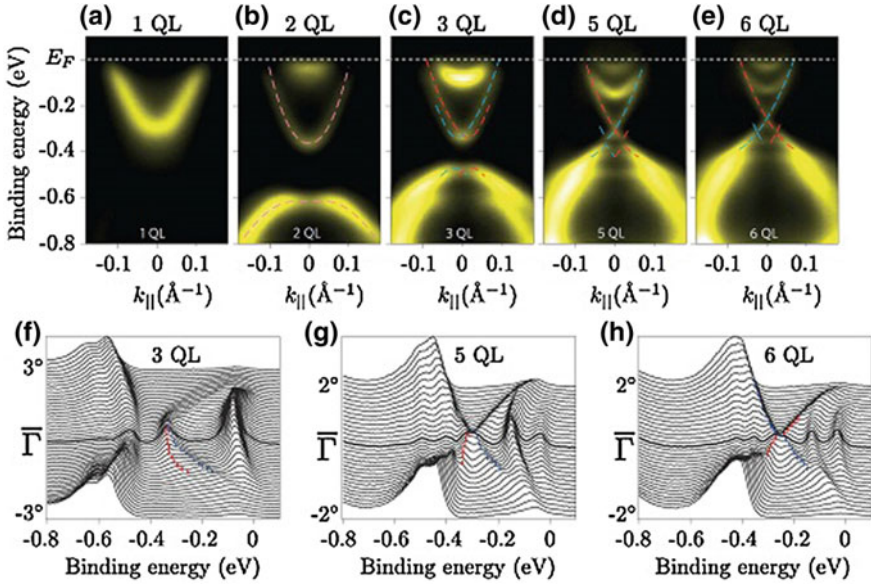 (a) (b) (c) (d) (e)
1 QL 2 QL 3 QL 5 QL 6 QL
E_F
-0.2
-0.4
-0.6
-0.8
Binding energy (eV)
1 QL 2 QL 3 QL 5 QL 6 QL
-0.1 0 0.1 -0.1 0 0.1 -0.1 0 0.1 -0.1 0 0.1 -0.1 0 0.1
k||(Å⁻¹) k||(Å⁻¹) k||(Å⁻¹) k||(Å⁻¹) k||(Å⁻¹)
(f) (g) (h)
3 QL 5 QL 6 QL
3° 2° 2°
Γ̅ Γ̅ Γ̅
-3° -2° -2°
-0.8 -0.6 -0.4 -0.2 0 -0.8 -0.6 -0.4 -0.2 0 -0.8 -0.6 -0.4 -0.2 0
Binding energy (eV) Binding energy (eV) Binding energy (eV)